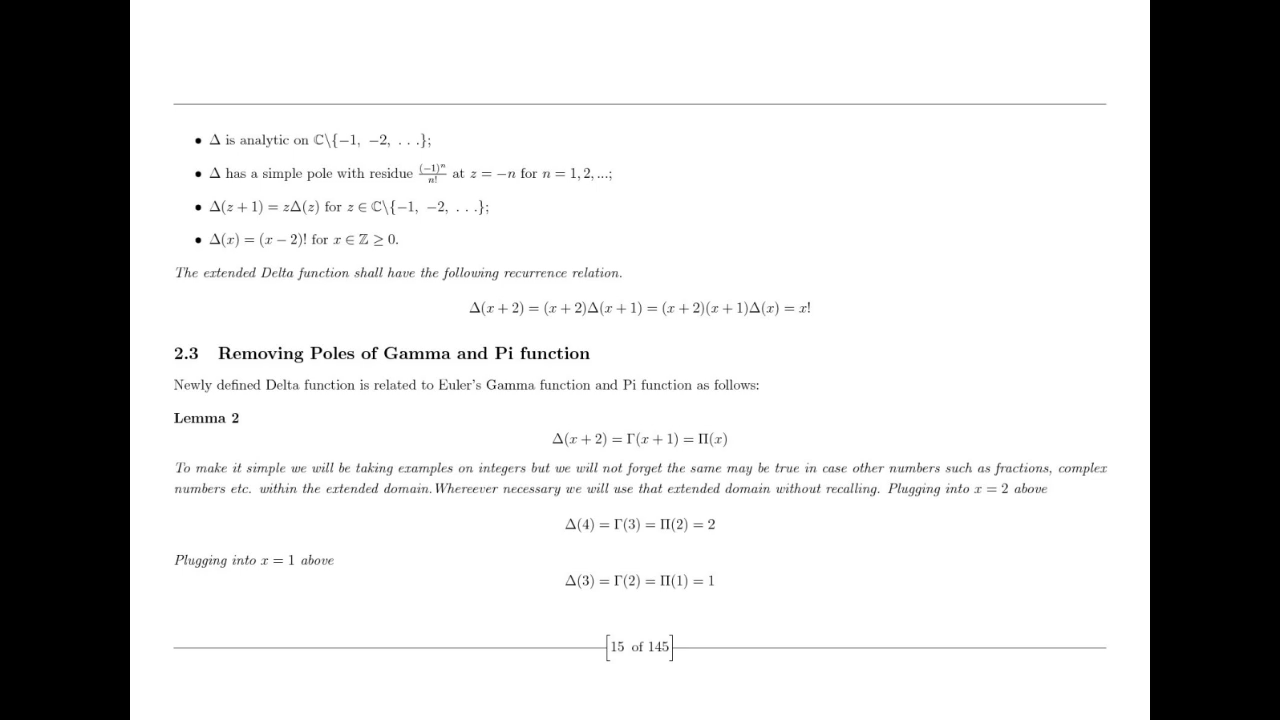 • Δ is analytic on ℂ\{−1, −2, . . .};
• Δ has a simple pole with residue (−1)ⁿ/n! at z = −n for n = 1, 2, ...;
• Δ(z + 1) = zΔ(z) for z ∈ ℂ\{−1, −2, . . .};
• Δ(x) = (x − 2)! for x ∈ ℤ ≥ 0.
The extended Delta function shall have the following recurrence relation.
Δ(x + 2) = (x + 2)Δ(x + 1) = (x + 2)(x + 1)Δ(x) = x!
2.3 Removing Poles of Gamma and Pi function
Newly defined Delta function is related to Euler's Gamma function and Pi function as follows:
Lemma 2
Δ(x + 2) = Γ(x + 1) = Π(x)
To make it simple we will be taking examples on integers but we will not forget the same may be true in case other numbers such as fractions, complex
numbers etc. within the extended domain.Whereever necessary we will use that extended domain without recalling. Plugging into x = 2 above
Δ(4) = Γ(3) = Π(2) = 2
Plugging into x = 1 above
Δ(3) = Γ(2) = Π(1) = 1
[15 of 145]